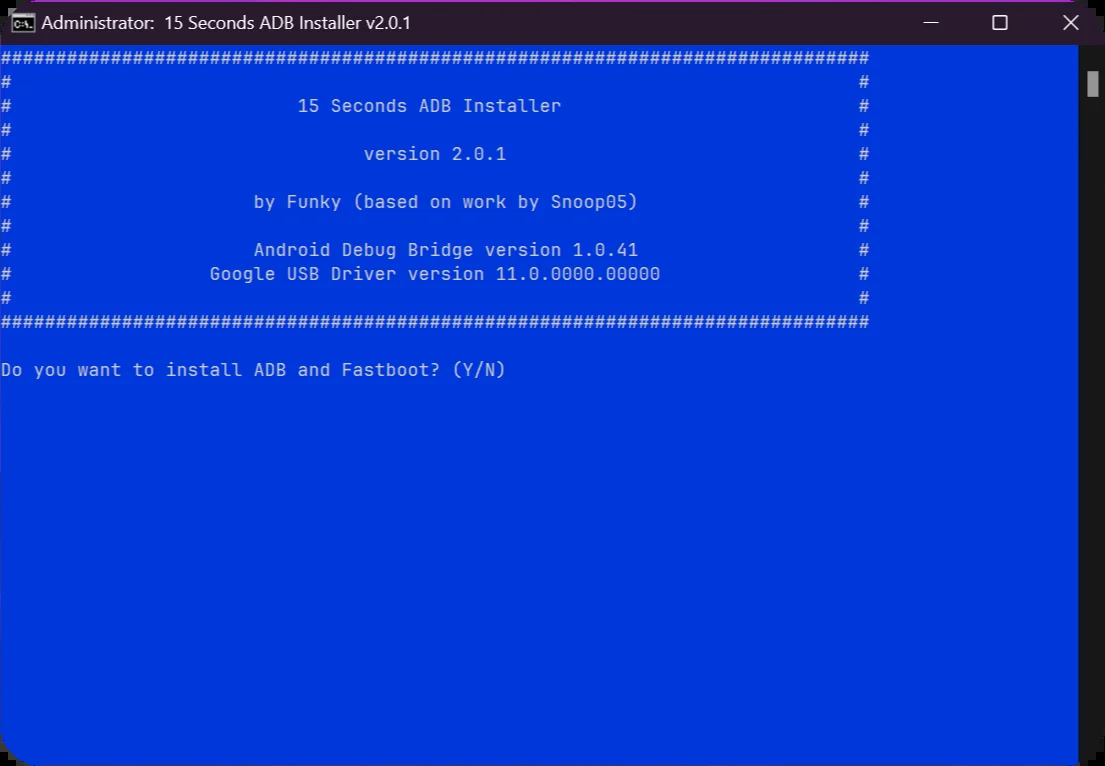 Administrator:  15 Seconds ADB Installer v2.0.1
###############################################################################
#                                                                             #
#                          15 Seconds ADB Installer                           #
#                                                                             #
#                                version 2.0.1                                #
#                                                                             #
#                      by Funky (based on work by Snoop05)                    #
#                                                                             #
#                      Android Debug Bridge version 1.0.41                    #
#                  Google USB Driver version 11.0.0000.00000                  #
#                                                                             #
###############################################################################
Do you want to install ADB and Fastboot? (Y/N)